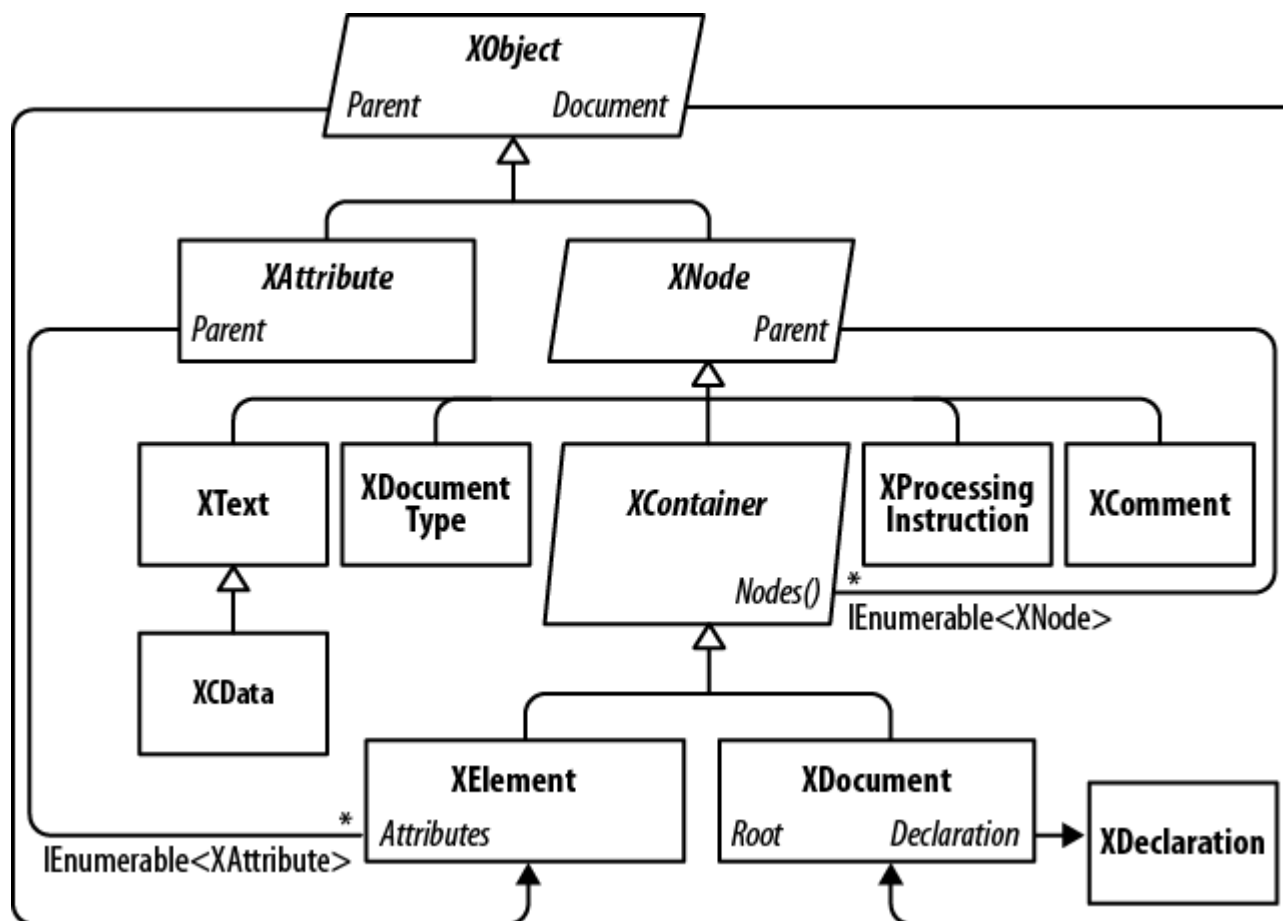 XObject
Parent Document
XAttribute
Parent
XNode
Parent
XText
XDocument
Type
XContainer
Nodes()
XProcessing
Instruction
XComment
*
IEnumerable<XNode>
XCData
XElement
Attributes
*
IEnumerable<XAttribute>
XDocument
Root Declaration
XDeclaration